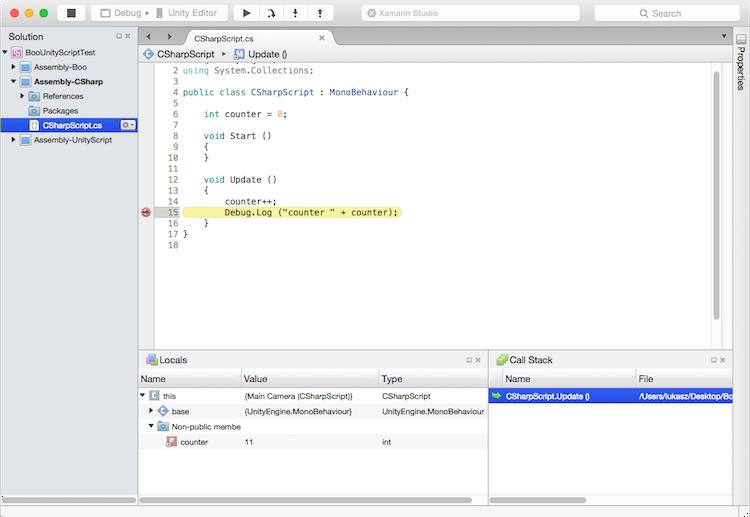 Debug
Unity Editor
Xamarin Studio
Search
Solution
BooUnityScriptTest
Assembly-Boo
Assembly-CSharp
References
Packages
CSharpScript.cs
Assembly-UnityScript
CSharpScript.cs
CSharpScript
Update ()
2 using System.Collections;
3
4 public class CSharpScript : MonoBehaviour {
5
6 int counter = 0;
7
8 void Start ()
9 {
10 }
11
12 void Update ()
13 {
14 counter++;
15 Debug.Log ("counter " + counter);
16 }
17 }
18
Properties
Locals
Name Value Type
this {Main Camera (CSharpScript)} CSharpScript
base {UnityEngine.MonoBehaviour} UnityEngine.MonoBehaviour
Non-public membe
counter 11 int
Call Stack
Name File
CSharpScript.Update () /Users/lukasz/Desktop/Bo